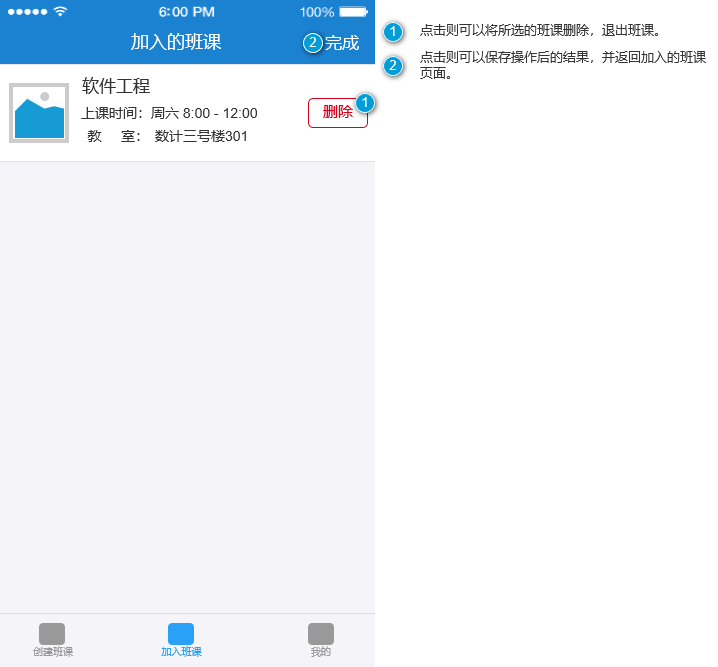 6:00 PM 100%
加入的班课 2 完成
软件工程
上课时间：周六 8:00 - 12:00
教 室： 数计三号楼301
删除 1
创建班课 加入班课 我的
1 点击则可以将所选的班课删除，退出班课。
2 点击则可以保存操作后的结果，并返回加入的班课
页面。